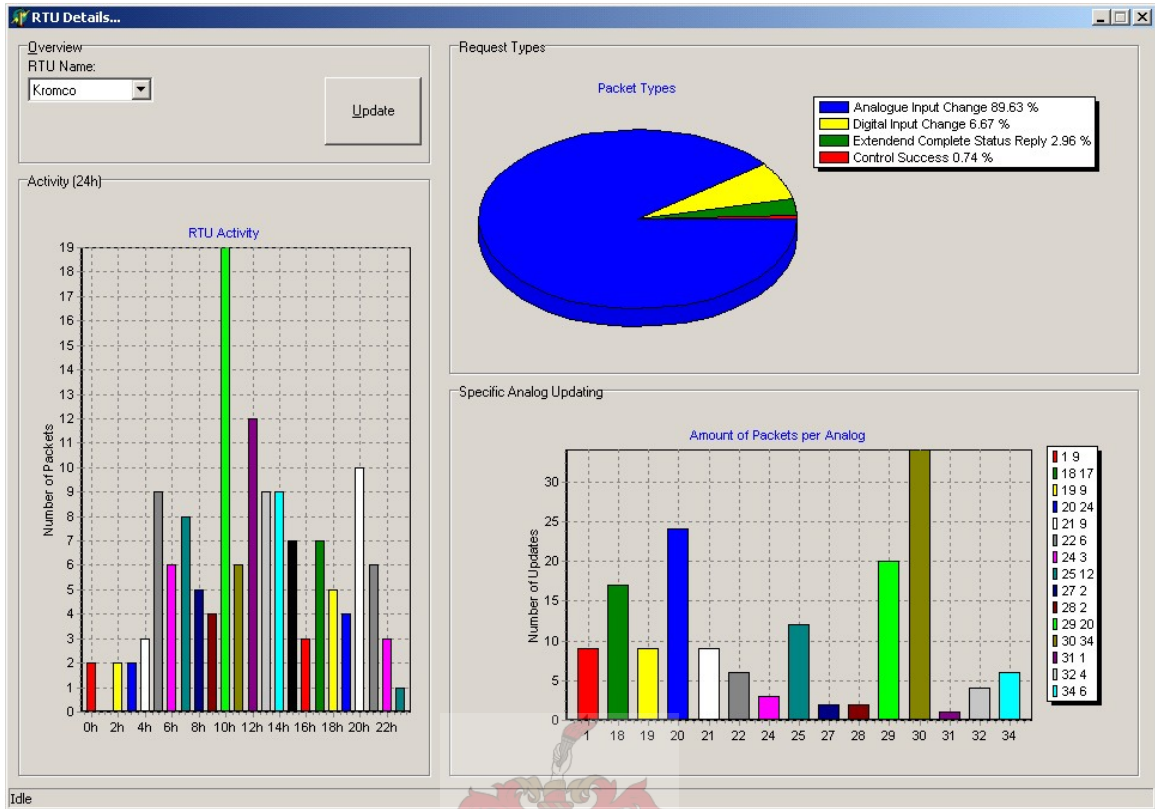 RTU Details...
Overview
RTU Name:
Kromco
Update
Activity (24h)
RTU Activity
Number of Packets
19
18
17
16
15
14
13
12
11
10
9
8
7
6
5
4
3
2
1
0
0h 2h 4h 6h 8h 10h 12h 14h 16h 18h 20h 22h
Request Types
Packet Types
Analogue Input Change 89.63 %
Digital Input Change 6.67 %
Extendend Complete Status Reply 2.96 %
Control Success 0.74 %
Specific Analog Updating
Amount of Packets per Analog
Number of Updates
30
25
20
15
10
5
0
1 18 19 20 21 22 24 25 27 28 29 30 31 32 34
1 9
18 17
19 9
20 24
21 9
22 6
24 3
25 12
27 2
28 2
29 20
30 34
31 1
32 4
34 6
Idle